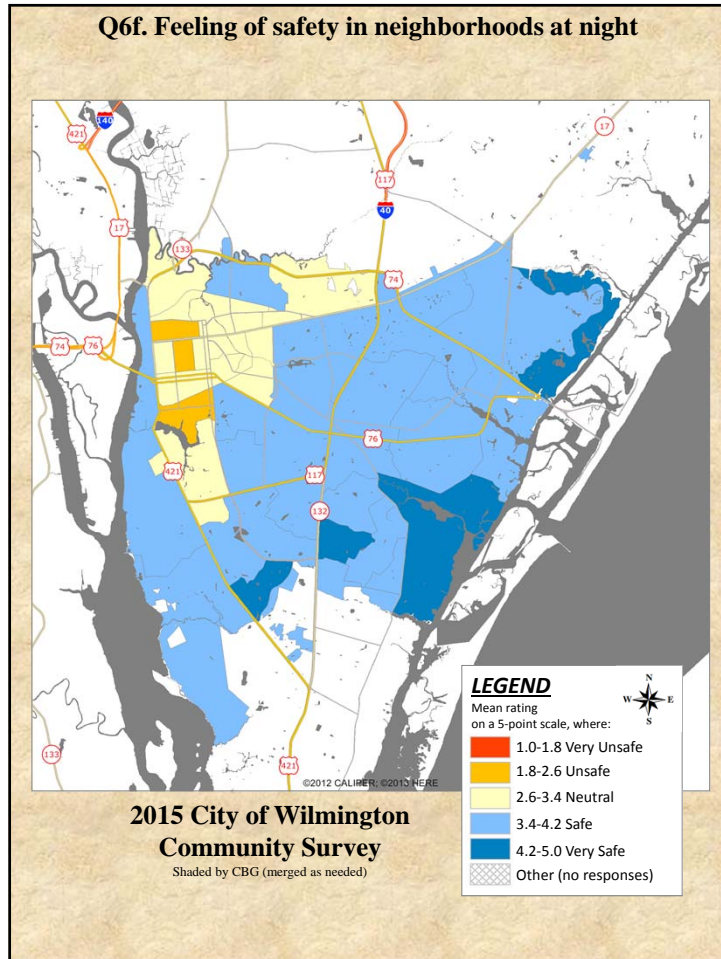 Q6f. Feeling of safety in neighborhoods at night
140
421
17
117
17
40
133
74
74
76
76
421
117
132
133
421
©2012 CALIPER; ©2013 HERE
LEGEND
N
W E
S
Mean rating
on a 5-point scale, where:
1.0-1.8 Very Unsafe
1.8-2.6 Unsafe
2.6-3.4 Neutral
3.4-4.2 Safe
4.2-5.0 Very Safe
Other (no responses)
2015 City of Wilmington
Community Survey
Shaded by CBG (merged as needed)